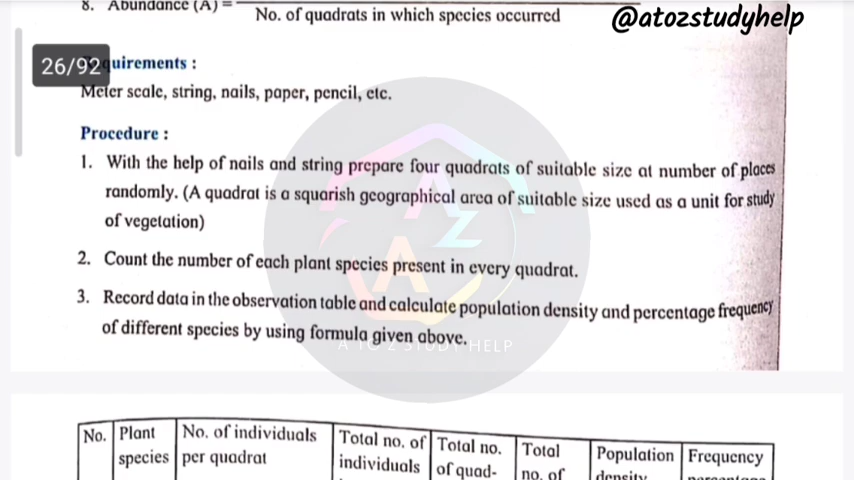 8. Abundance (A) =
No. of quadrats in which species occurred
@atozstudyhelp
26/92
quirements :
Meter scale, string, nails, paper, pencil, etc.
Procedure :
1. With the help of nails and string prepare four quadrats of suitable size at number of places
randomly. (A quadrat is a squarish geographical area of suitable size used as a unit for study
of vegetation)
2. Count the number of each plant species present in every quadrat.
3. Record data in the observation table and calculate population density and percentage frequency
of different species by using formula given above.
A TO Z STUDY HELP
No. Plant No. of individuals Total no. of Total no. Total Population Frequency
species per quadrat individuals of quad- no. of density